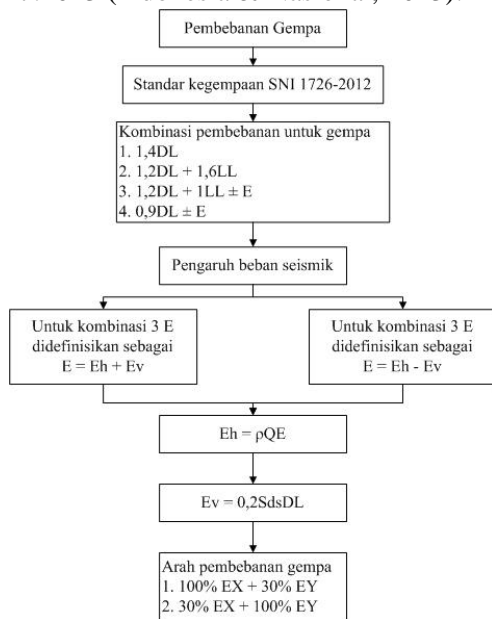 Pembebanan Gempa
Standar kegempaan SNI 1726-2012
Kombinasi pembebanan untuk gempa
1. 1,4DL
2. 1,2DL + 1,6LL
3. 1,2DL + 1LL ± E
4. 0,9DL ± E
Pengaruh beban seismik
Untuk kombinasi 3 E
didefinisikan sebagai
E = Eh + Ev
Untuk kombinasi 3 E
didefinisikan sebagai
E = Eh - Ev
Eh = ρQE
Ev = 0,2SdsDL
Arah pembebanan gempa
1. 100% EX + 30% EY
2. 30% EX + 100% EY